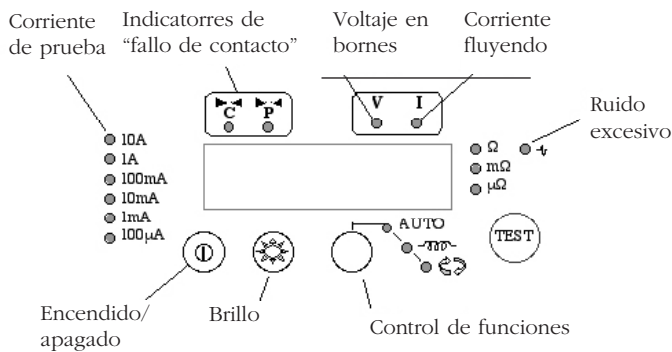 Corriente
de prueba
Indicatorres de
“fallo de contacto”
Voltaje en
bornes
Corriente
fluyendo
Ruido
excesivo
C P
V I
10A
1A
100mA
10mA
1mA
100µA
Ω
mΩ
µΩ
AUTO
TEST
Encendido/
apagado
Brillo
Control de funciones